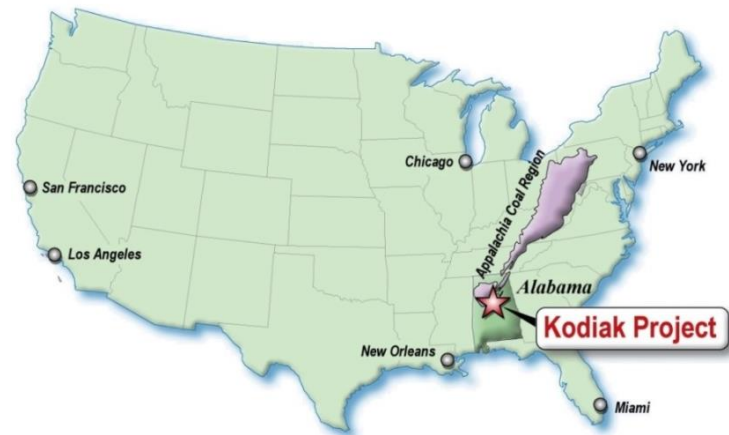 Chicago
New York
Appalachia Coal Region
San Francisco
Los Angeles
Alabama
Kodiak Project
New Orleans
Miami